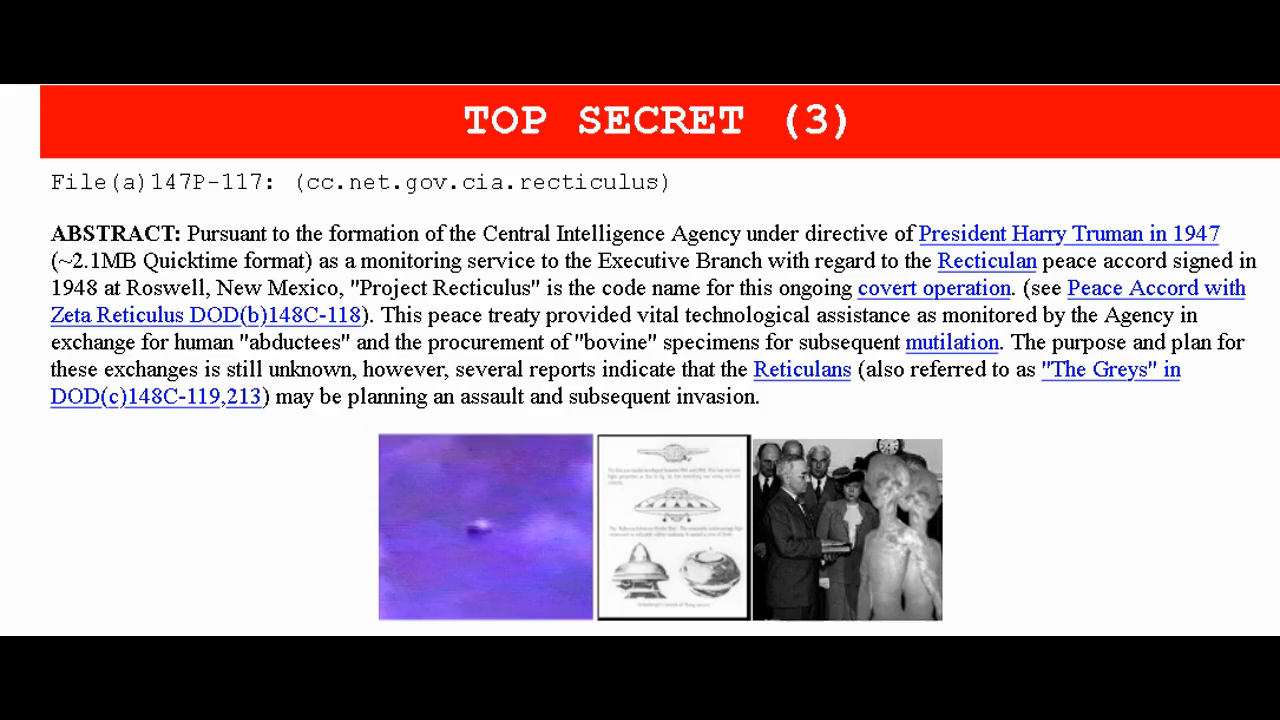 TOP SECRET (3)
File(a)147P-117: (cc.net.gov.cia.recticulus)
ABSTRACT: Pursuant to the formation of the Central Intelligence Agency under directive of President Harry Truman in 1947
(~2.1MB Quicktime format) as a monitoring service to the Executive Branch with regard to the Recticulan peace accord signed in
1948 at Roswell, New Mexico, "Project Recticulus" is the code name for this ongoing covert operation. (see Peace Accord with
Zeta Reticulus DOD(b)148C-118). This peace treaty provided vital technological assistance as monitored by the Agency in
exchange for human "abductees" and the procurement of "bovine" specimens for subsequent mutilation. The purpose and plan for
these exchanges is still unknown, however, several reports indicate that the Reticulans (also referred to as "The Greys" in
DOD(c)148C-119,213) may be planning an assault and subsequent invasion.